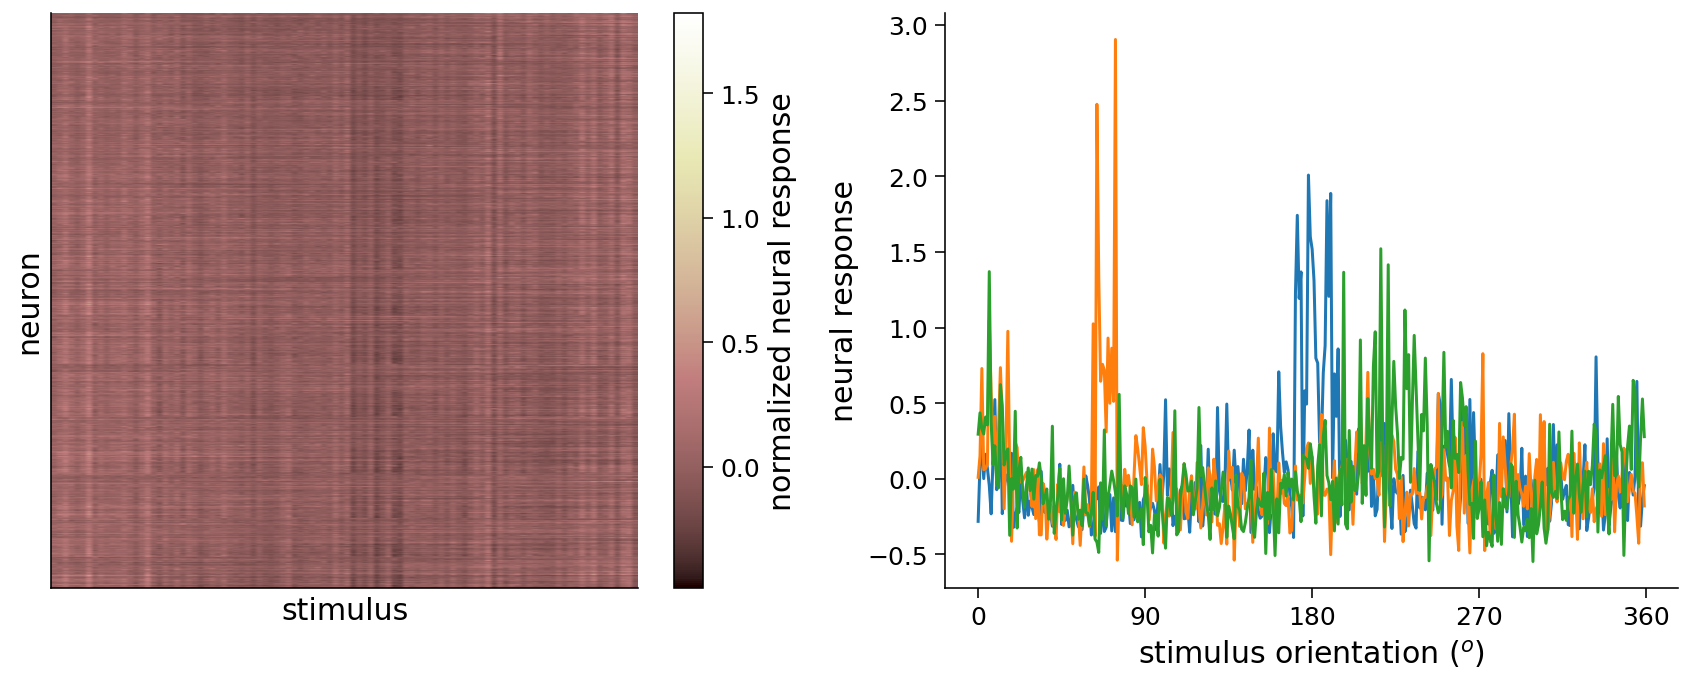 neuron
stimulus
1.5
1.0
0.5
0.0
normalized neural response
neural response
3.0
2.5
2.0
1.5
1.0
0.5
0.0
−0.5
0 90 180 270 360
stimulus orientation (°)